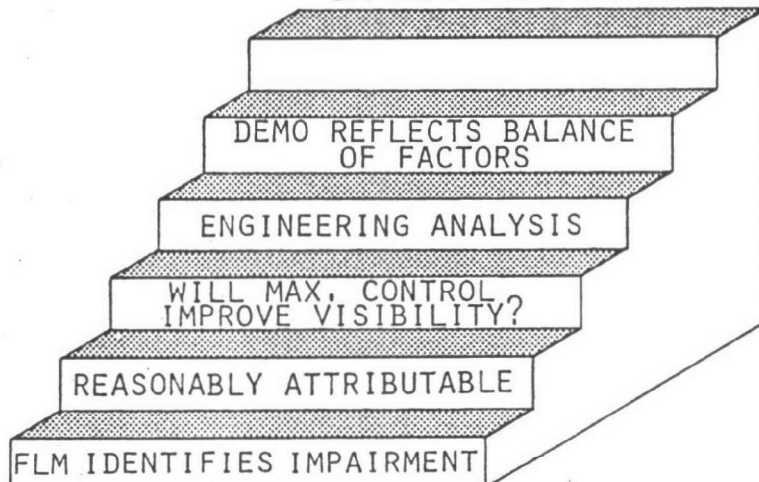 DEMO REFLECTS BALANCE
OF FACTORS
ENGINEERING ANALYSIS
WILL MAX. CONTROL
IMPROVE VISIBILITY?
REASONABLY ATTRIBUTABLE
FLM IDENTIFIES IMPAIRMENT